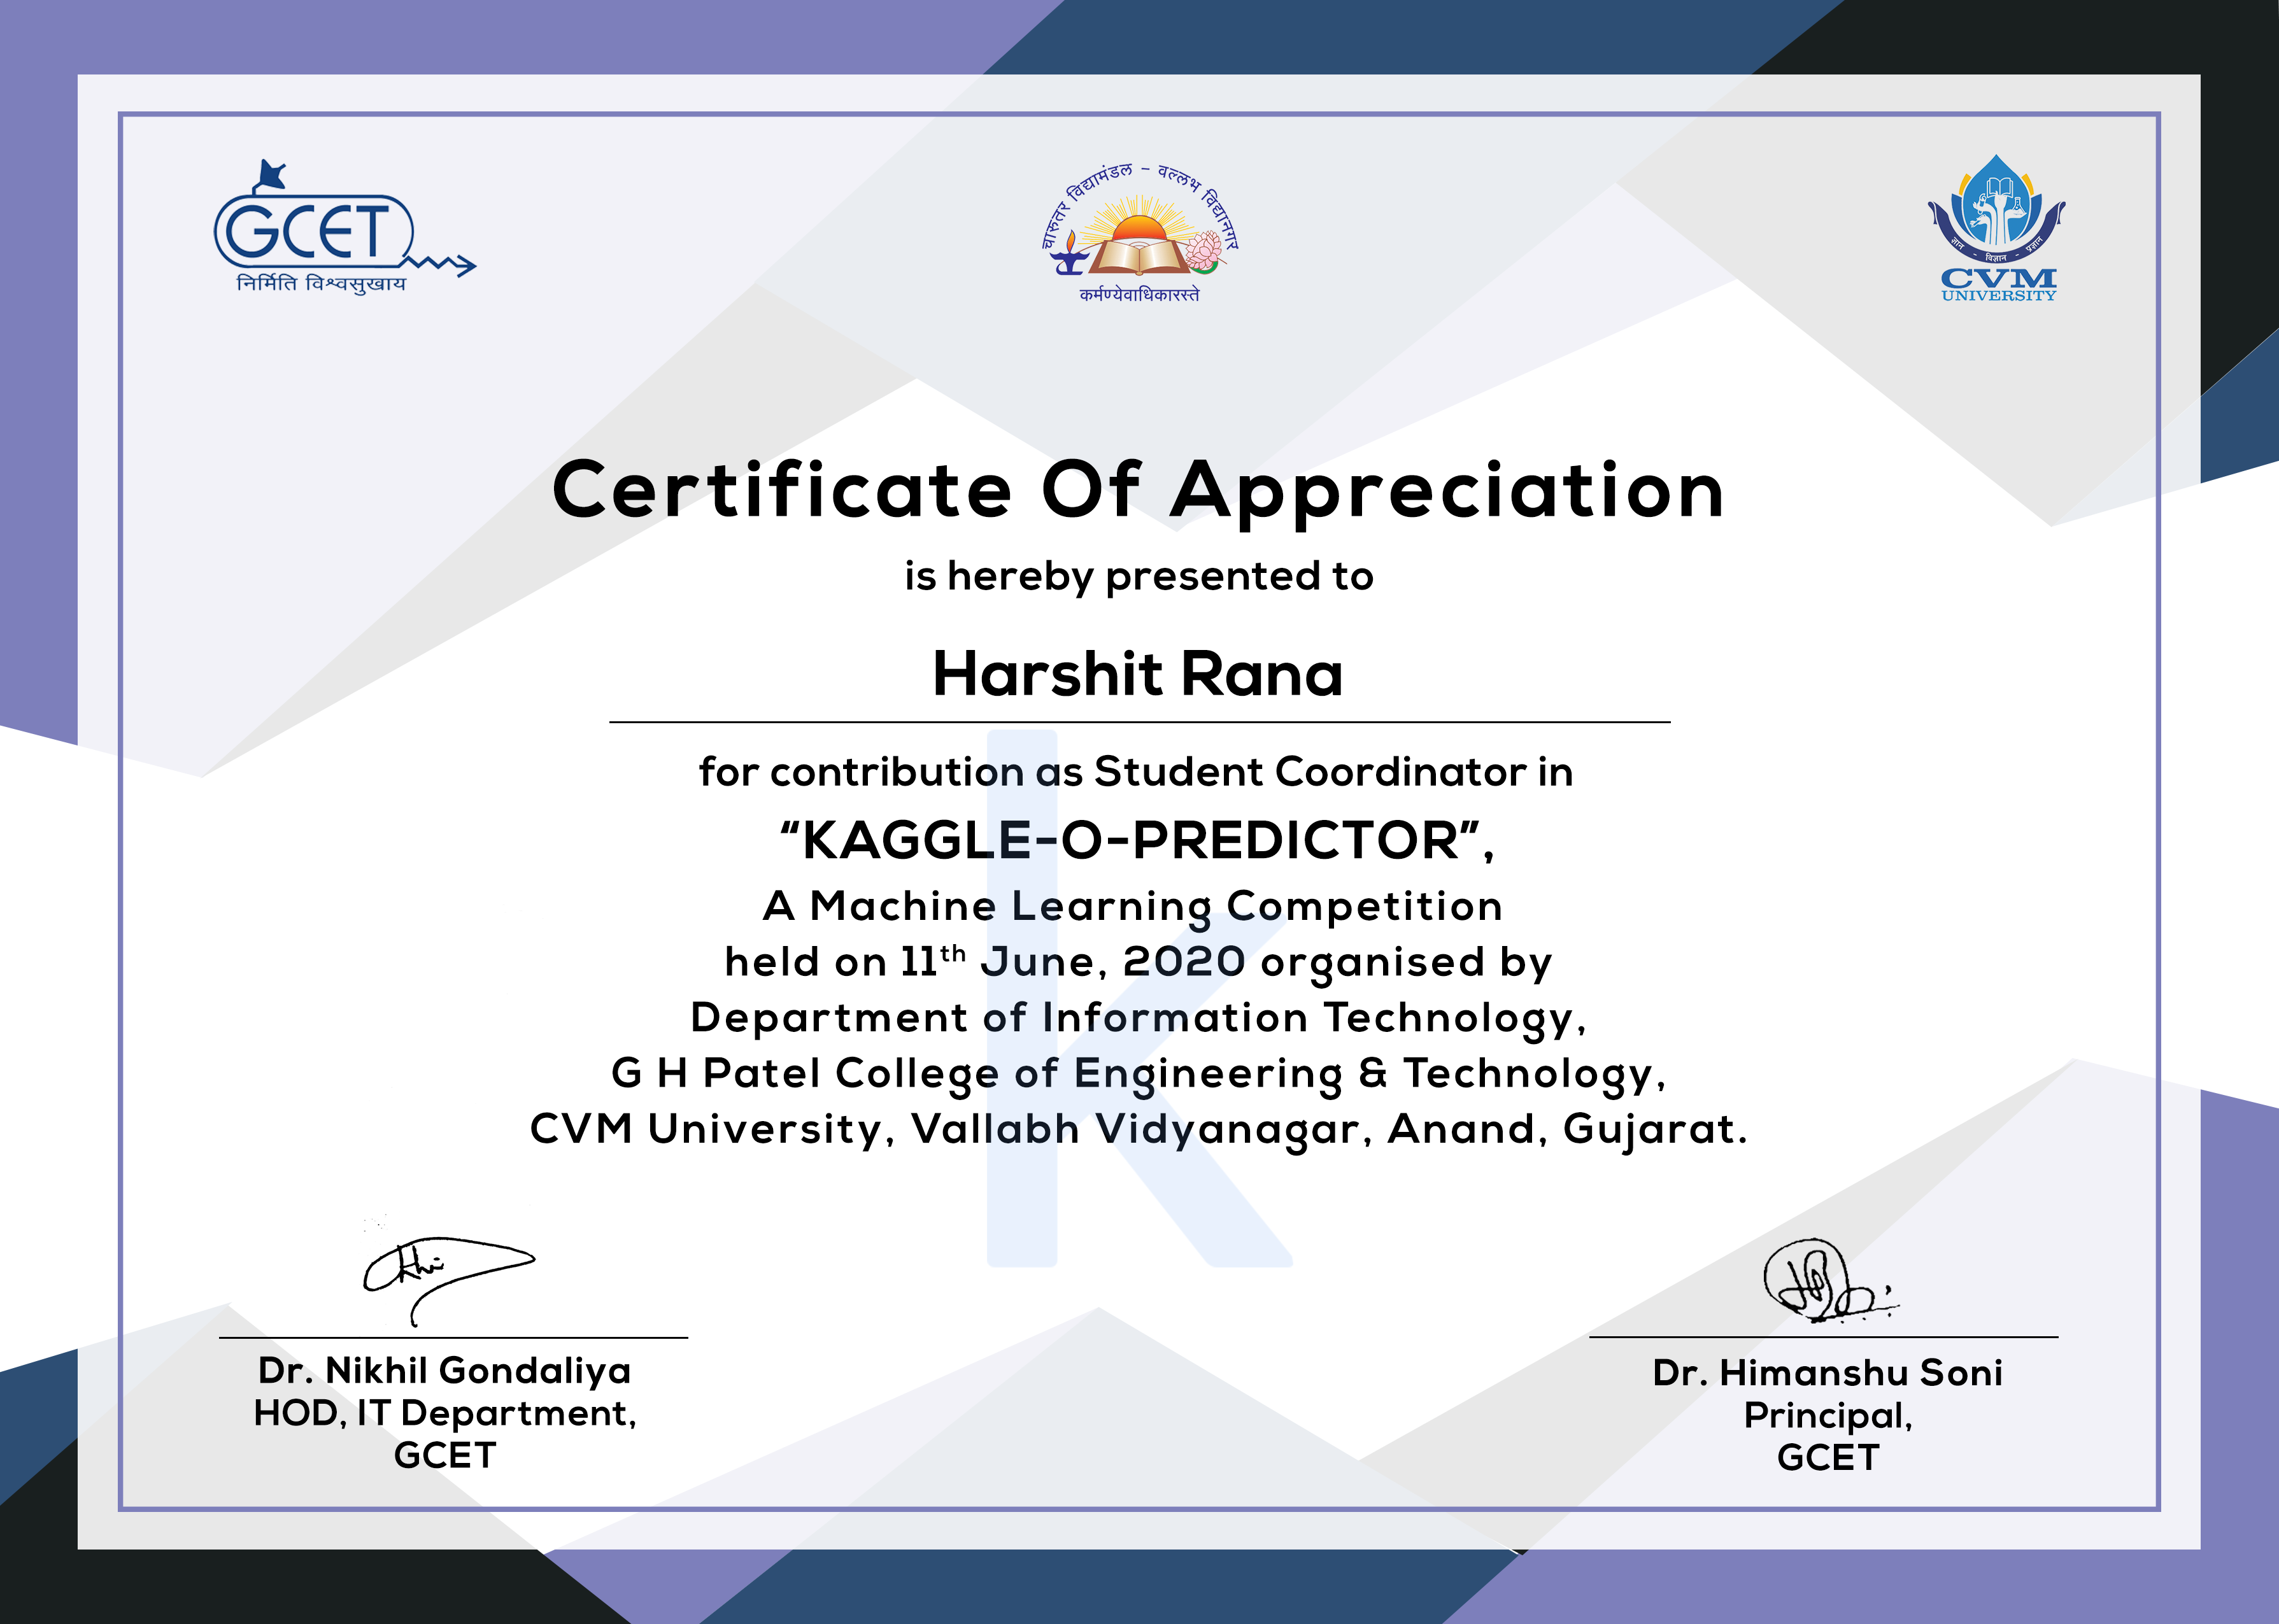 GCET
निर्मिति विश्वसुखाय
चारुतर विद्यामंडल - वल्लभ विद्यानगर
कर्मण्येवाधिकारस्ते
ज्ञान - विज्ञान - प्रज्ञान
CVM
UNIVERSITY
Certificate Of Appreciation
is hereby presented to
Harshit Rana
for contribution as Student Coordinator in
“KAGGLE-O-PREDICTOR”,
A Machine Learning Competition
held on 11th June, 2020 organised by
Department of Information Technology,
G H Patel College of Engineering & Technology,
CVM University, Vallabh Vidyanagar, Anand, Gujarat.
k
Dr. Nikhil Gondaliya
HOD, IT Department,
GCET
Dr. Himanshu Soni
Principal,
GCET